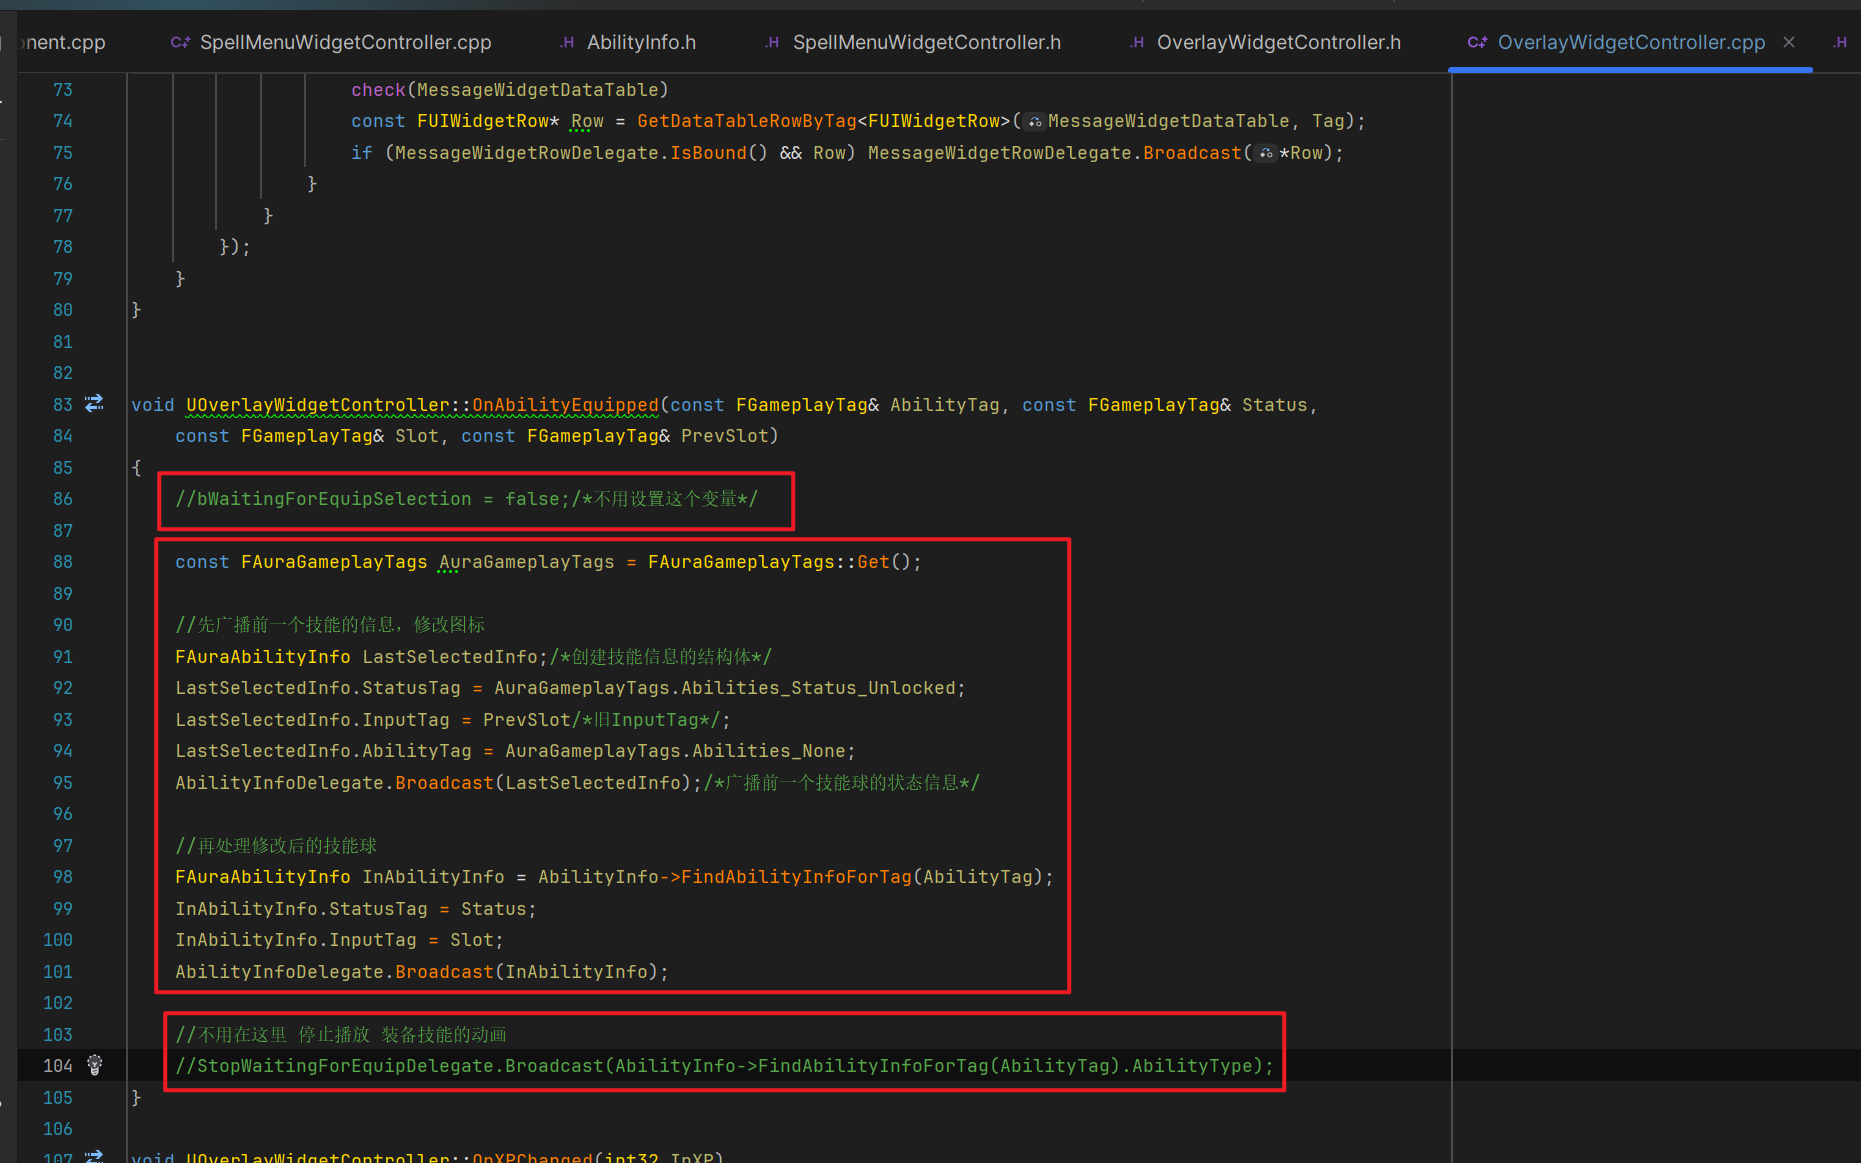 nent.cpp
C++ SpellMenuWidgetController.cpp
.H AbilityInfo.h
.H SpellMenuWidgetController.h
.H OverlayWidgetController.h
C++ OverlayWidgetController.cpp
.H
73 check(MessageWidgetDataTable)
74 const FUIWidgetRow* Row = GetDataTableRowByTag<FUIWidgetRow>(MessageWidgetDataTable, Tag);
75 if (MessageWidgetRowDelegate.IsBound() && Row) MessageWidgetRowDelegate.Broadcast(*Row);
76 }
77 }
78 });
79 }
80 }
81
82
83 void UOverlayWidgetController::OnAbilityEquipped(const FGameplayTag& AbilityTag, const FGameplayTag& Status,
84 const FGameplayTag& Slot, const FGameplayTag& PrevSlot)
85 {
86 //bWaitingForEquipSelection = false;/*不用设置这个变量*/
87
88 const FAuraGameplayTags AuraGameplayTags = FAuraGameplayTags::Get();
89
90 //先广播前一个技能的信息，修改图标
91 FAuraAbilityInfo LastSelectedInfo;/*创建技能信息的结构体*/
92 LastSelectedInfo.StatusTag = AuraGameplayTags.Abilities_Status_Unlocked;
93 LastSelectedInfo.InputTag = PrevSlot/*旧InputTag*/;
94 LastSelectedInfo.AbilityTag = AuraGameplayTags.Abilities_None;
95 AbilityInfoDelegate.Broadcast(LastSelectedInfo);/*广播前一个技能球的状态信息*/
96
97 //再处理修改后的技能球
98 FAuraAbilityInfo InAbilityInfo = AbilityInfo->FindAbilityInfoForTag(AbilityTag);
99 InAbilityInfo.StatusTag = Status;
100 InAbilityInfo.InputTag = Slot;
101 AbilityInfoDelegate.Broadcast(InAbilityInfo);
102
103 //不用在这里 停止播放 装备技能的动画
104 //StopWaitingForEquipDelegate.Broadcast(AbilityInfo->FindAbilityInfoForTag(AbilityTag).AbilityType);
105 }
106
107 void UOverlayWidgetController::OnXPChanged(int32 InXP)